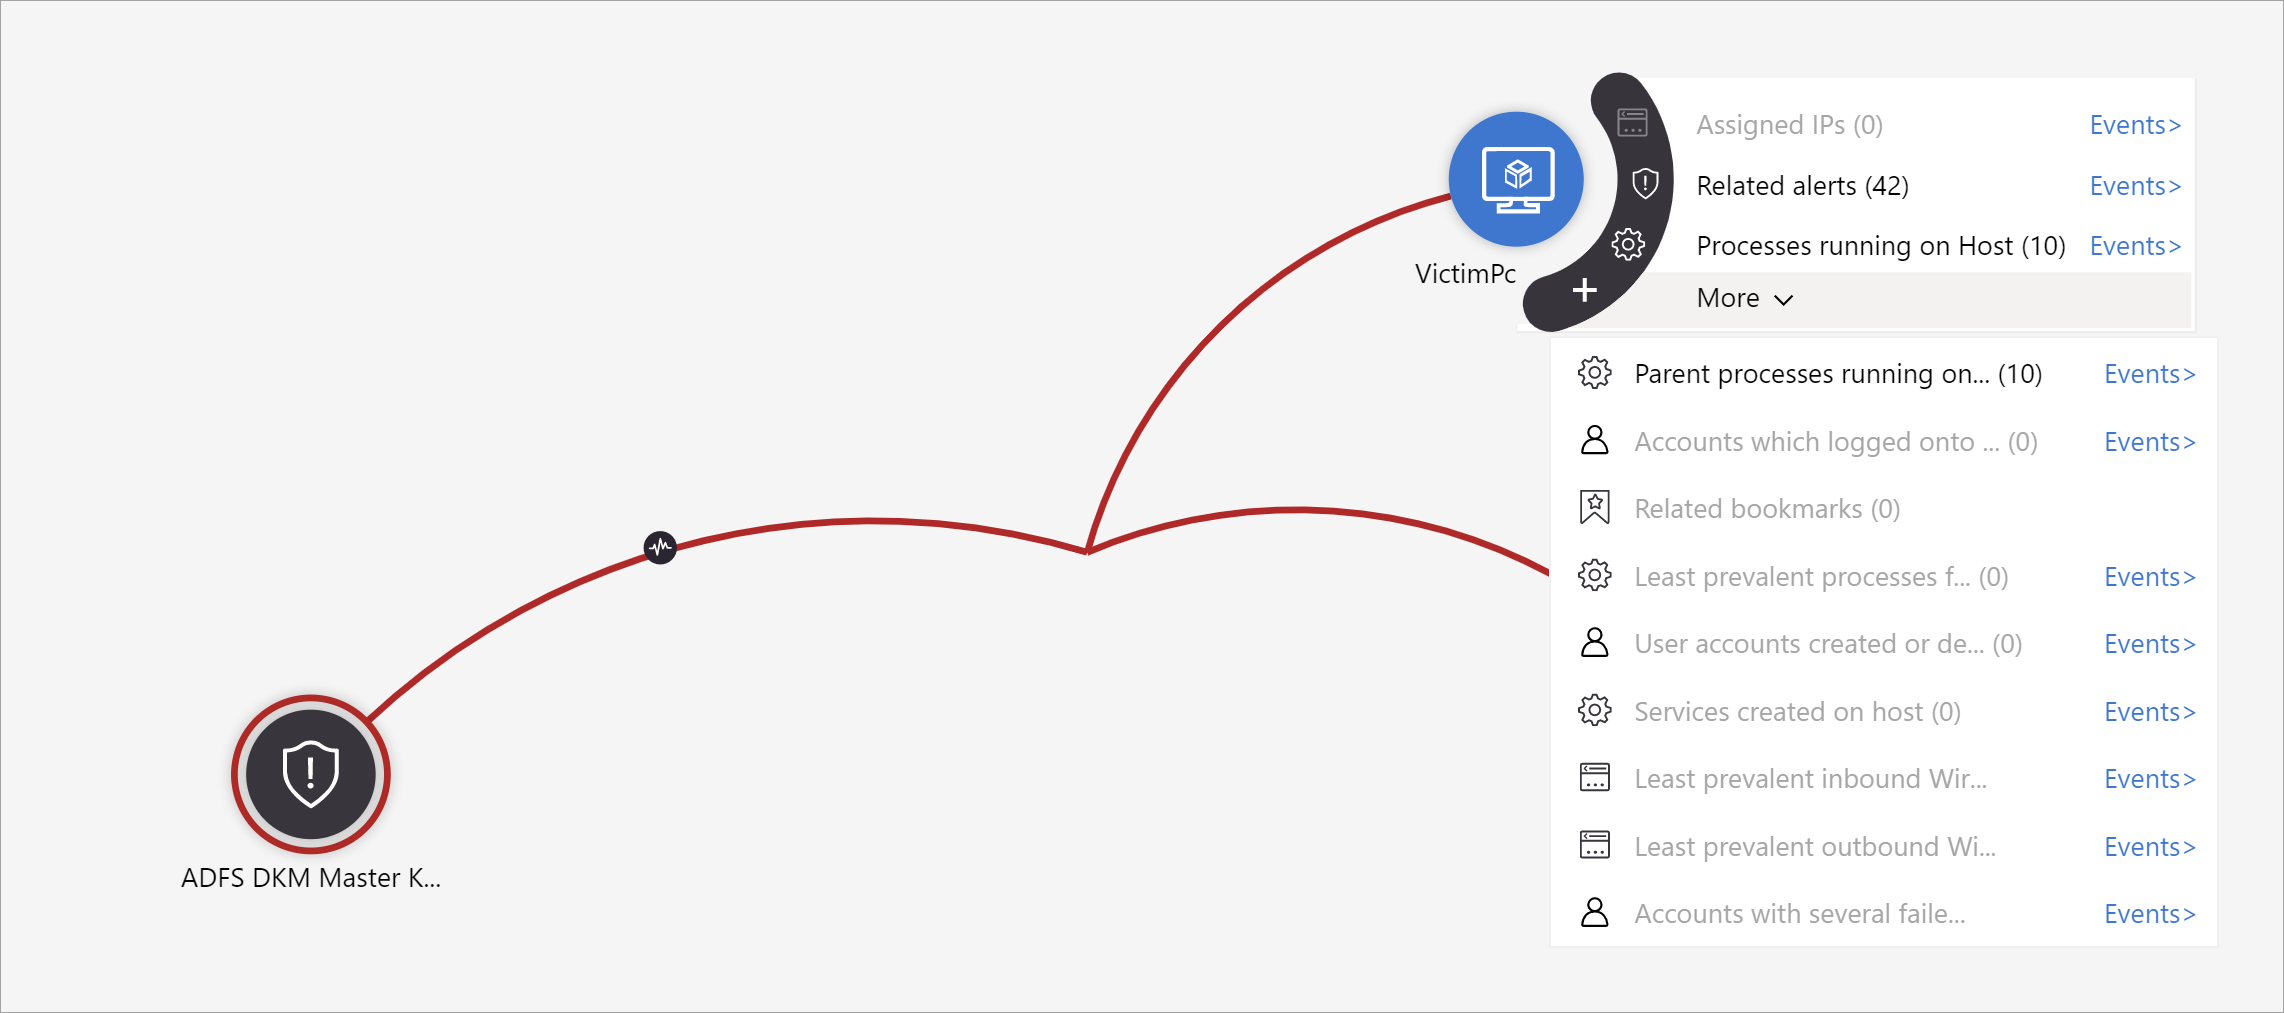 Assigned IPs (0) Events>
Related alerts (42) Events>
Processes running on Host (10) Events>
More
VictimPc
Parent processes running on... (10) Events>
Accounts which logged onto ... (0) Events>
Related bookmarks (0)
Least prevalent processes f... (0) Events>
User accounts created or de... (0) Events>
Services created on host (0) Events>
Least prevalent inbound Wir... Events>
Least prevalent outbound Wi... Events>
Accounts with several faile... Events>
ADFS DKM Master K...